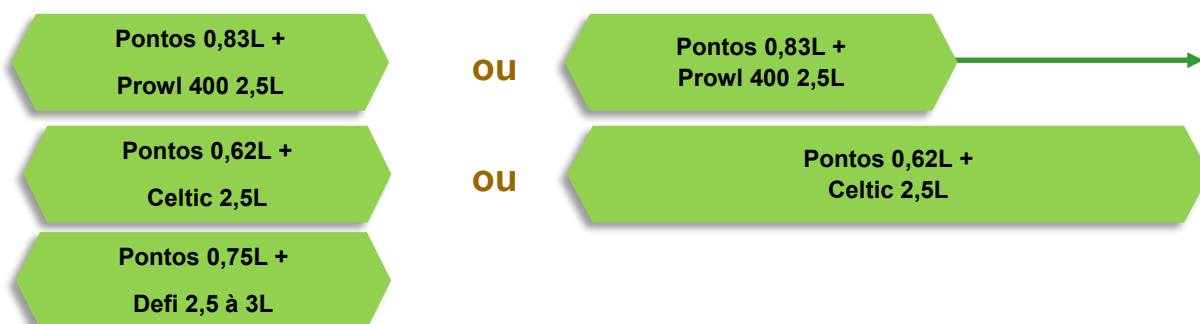 Pontos 0,83L +
Prowl 400 2,5L
ou
Pontos 0,83L +
Prowl 400 2,5L
Pontos 0,62L +
Celtic 2,5L
ou
Pontos 0,62L +
Celtic 2,5L
Pontos 0,75L +
Defi 2,5 à 3L